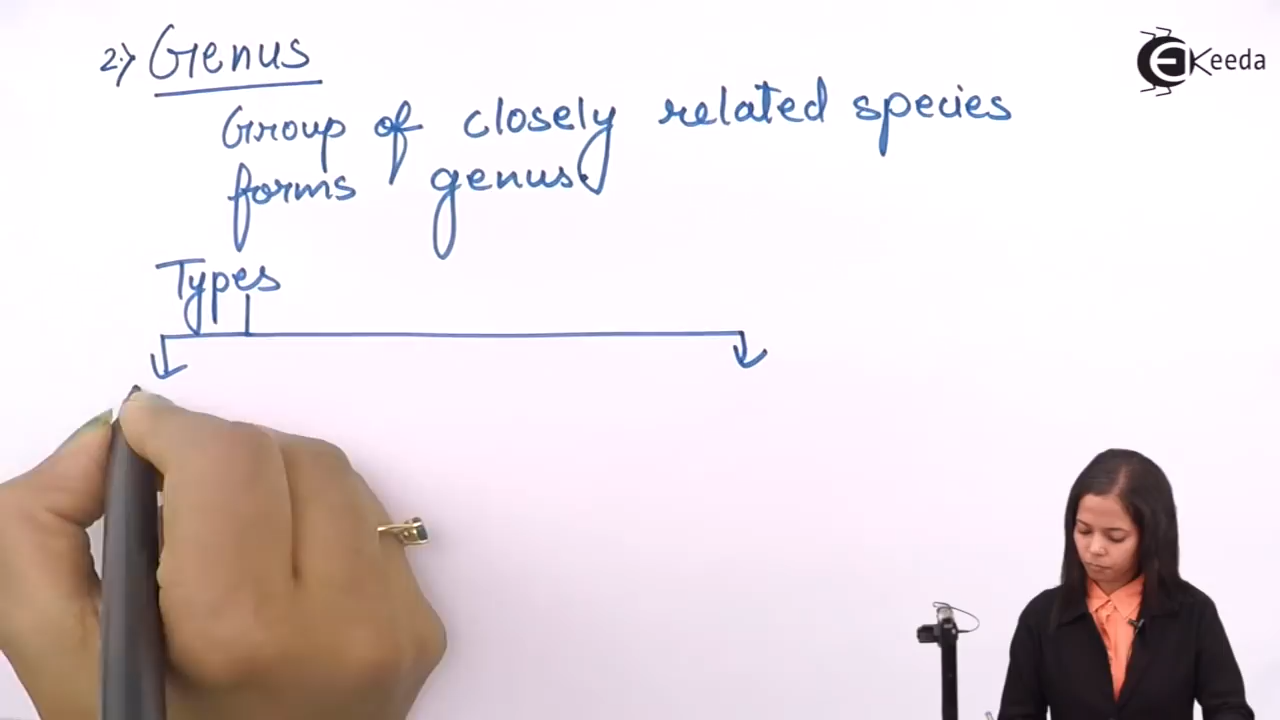 2.) Genus
Group of closely related species
forms genus.
Types
Ekeeda